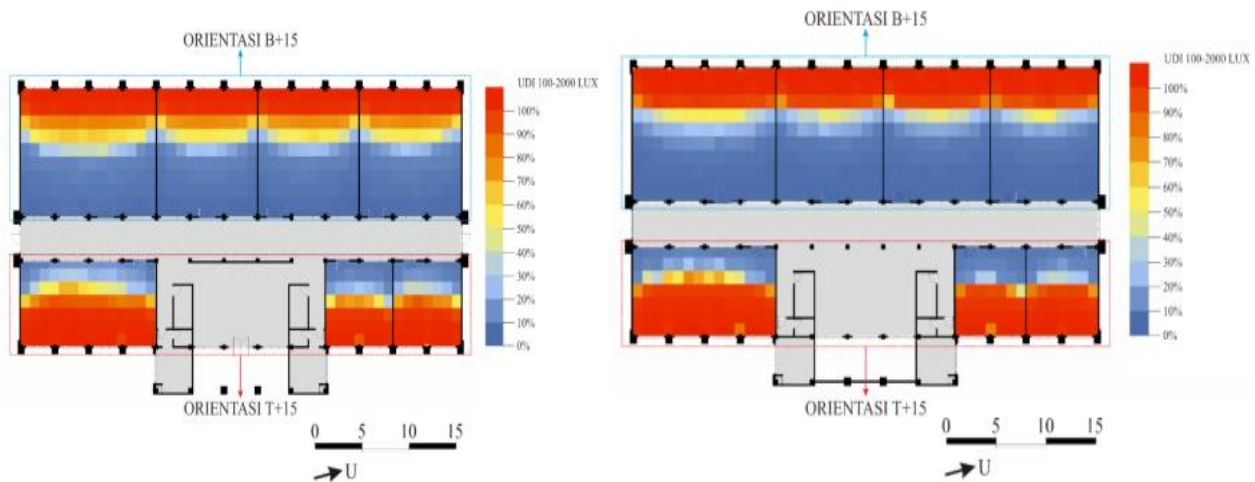 ORIENTASI B+15
UDI 100-2000 LUX
100%
90%
80%
70%
60%
50%
40%
30%
20%
10%
0%
ORIENTASI T+15
0 5 10 15
U
ORIENTASI B+15
UDI 100-2000 LUX
100%
90%
80%
70%
60%
50%
40%
30%
20%
10%
0%
ORIENTASI T+15
0 5 10 15
U